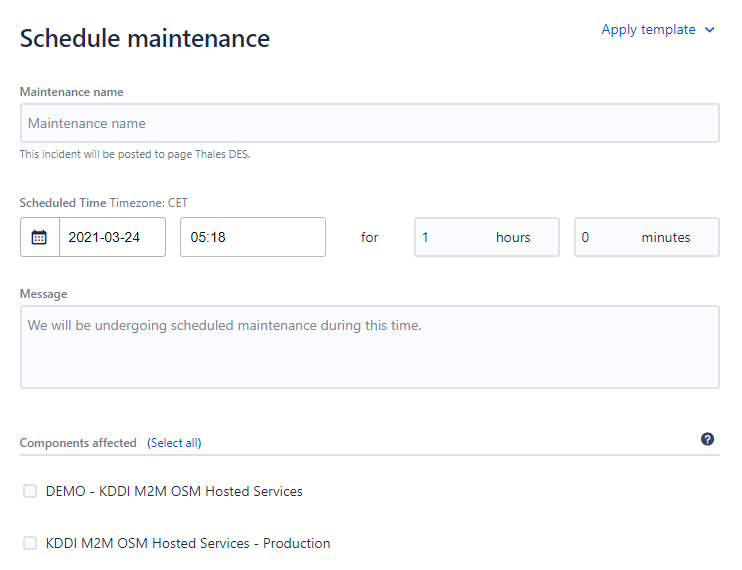 Schedule maintenance
Apply template
Maintenance name
Maintenance name
This incident will be posted to page Thales DES.
Scheduled Time Timezone: CET
2021-03-24 05:18 for 1 hours 0 minutes
Message
We will be undergoing scheduled maintenance during this time.
Components affected (Select all) ?
DEMO - KDDI M2M OSM Hosted Services
KDDI M2M OSM Hosted Services - Production